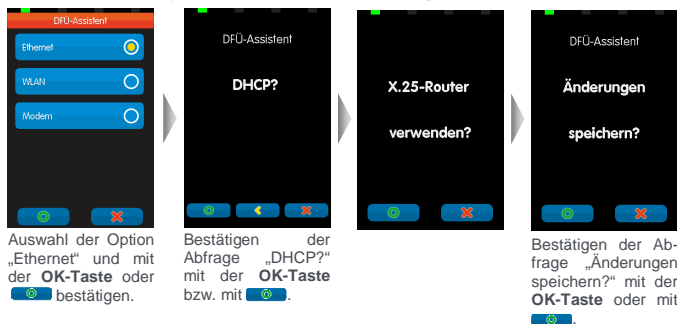 DFÜ-Assistent
Ethernet
WLAN
Modem
Auswahl der Option
„Ethernet" und mit
der OK-Taste oder
bestätigen.
DFÜ-Assistent
DHCP?
Bestätigen der
Abfrage „DHCP?"
mit der OK-Taste
bzw. mit .
X.25-Router
verwenden?
DFÜ-Assistent
Änderungen
speichern?
Bestätigen der Ab-
frage „Änderungen
speichern?" mit der
OK-Taste oder mit
.